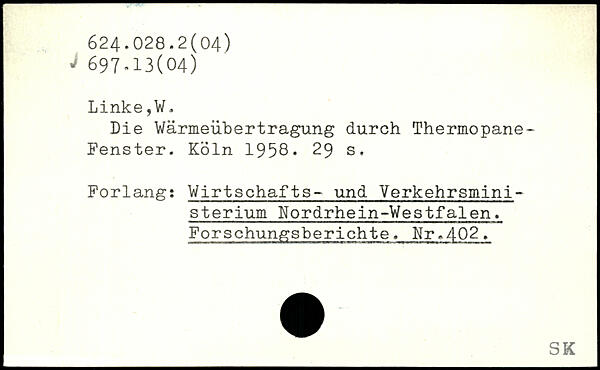 624.028.2(04)
697.13(04)
Linke,W.
Die Wärmeübertragung durch Thermopane-
Fenster. Köln 1958. 29 s.
Forlang: Wirtschafts- und Verkehrsmini-
sterium Nordrhein-Westfalen.
Forschungsberichte. Nr.402.
SK